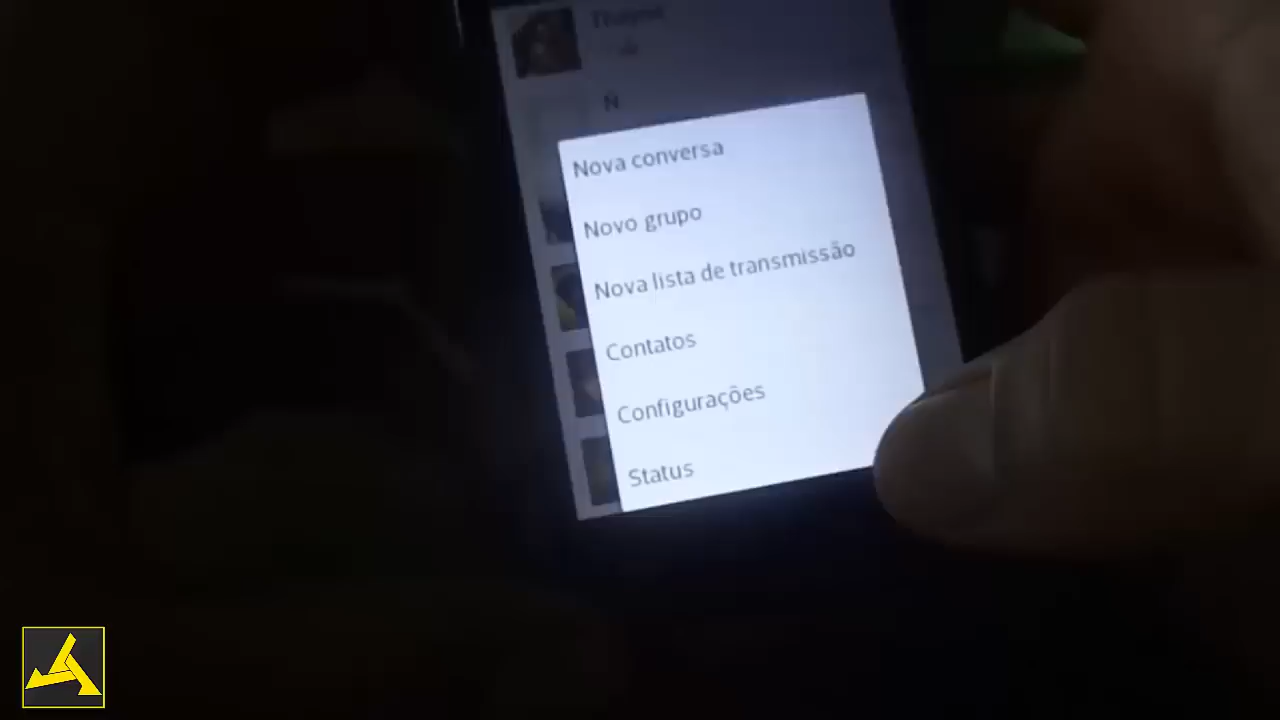 Nova conversa
Novo grupo
Nova lista de transmissão
Contatos
Configurações
Status